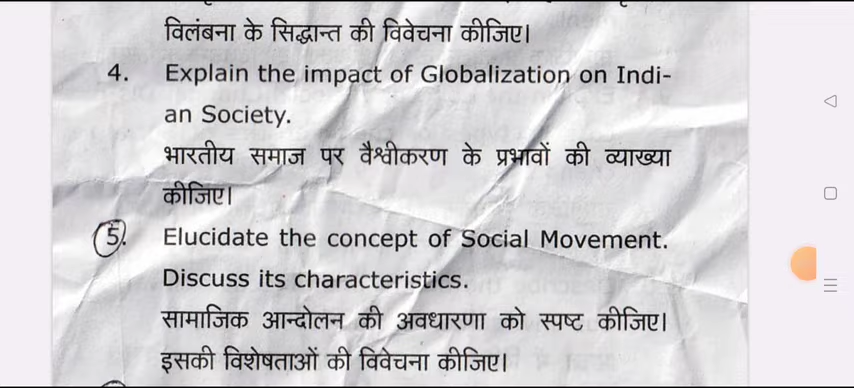 विलंबना के सिद्धान्त की विवेचना कीजिए।
4. Explain the impact of Globalization on Indi-
an Society.
भारतीय समाज पर वैश्वीकरण के प्रभावों की व्याख्या
कीजिए।
5. Elucidate the concept of Social Movement.
Discuss its characteristics.
सामाजिक आन्दोलन की अवधारणा को स्पष्ट कीजिए।
इसकी विशेषताओं की विवेचना कीजिए।